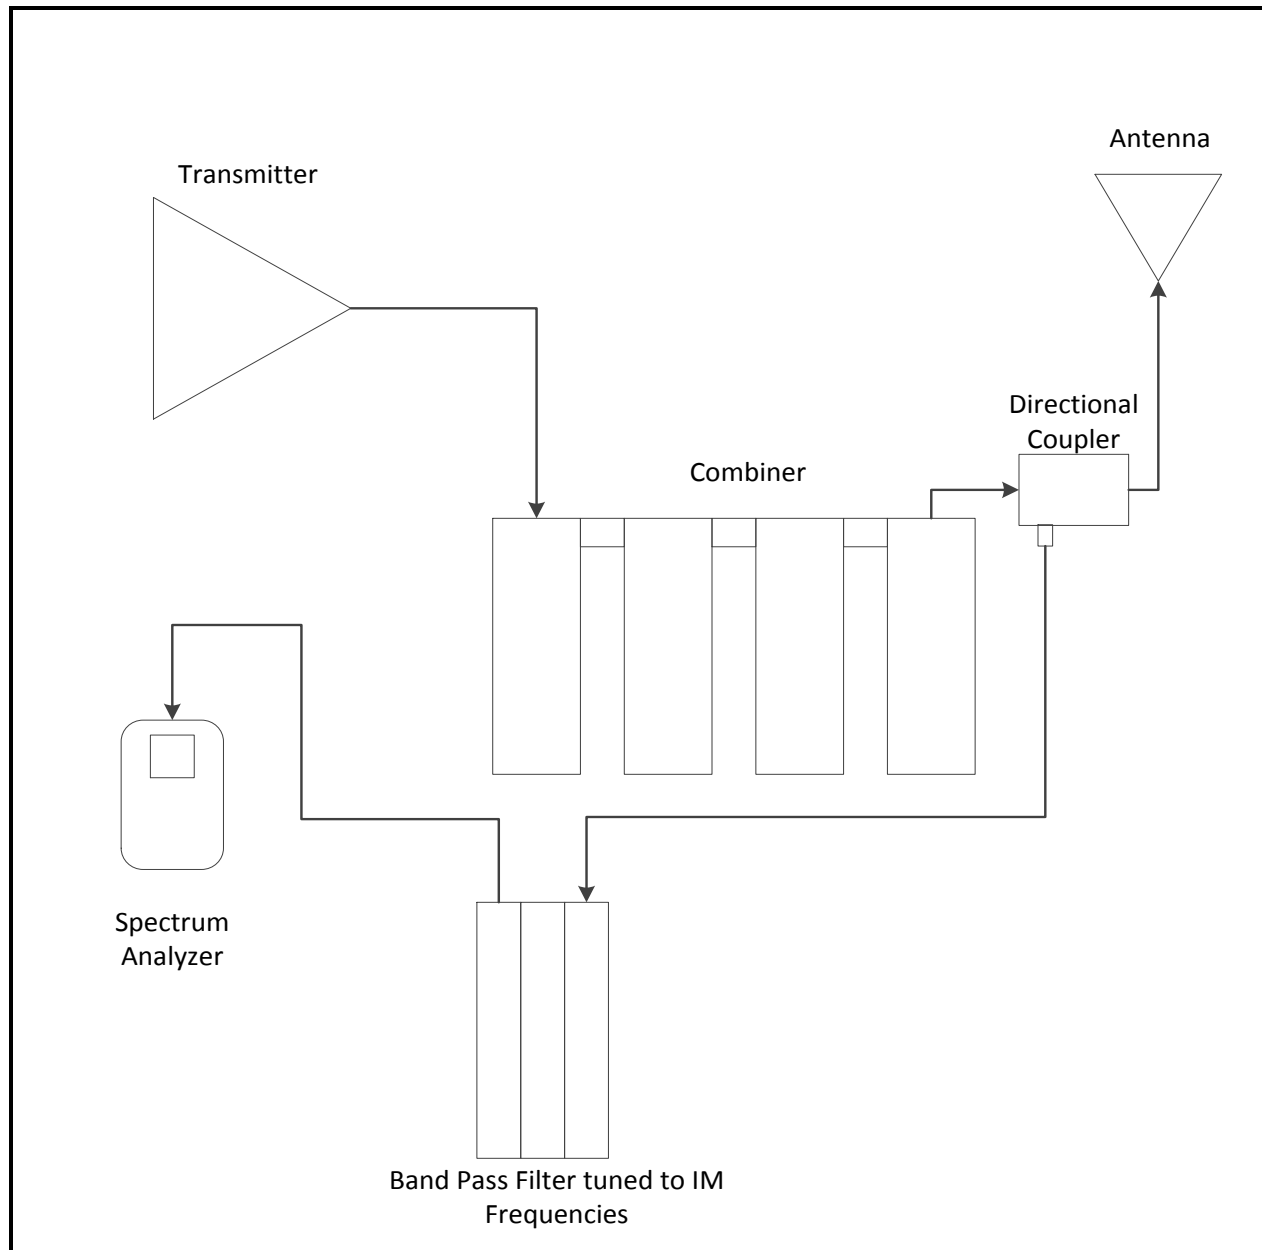 Transmitter
Antenna
Directional
Coupler
Combiner
Spectrum
Analyzer
Band Pass Filter tuned to IM
Frequencies